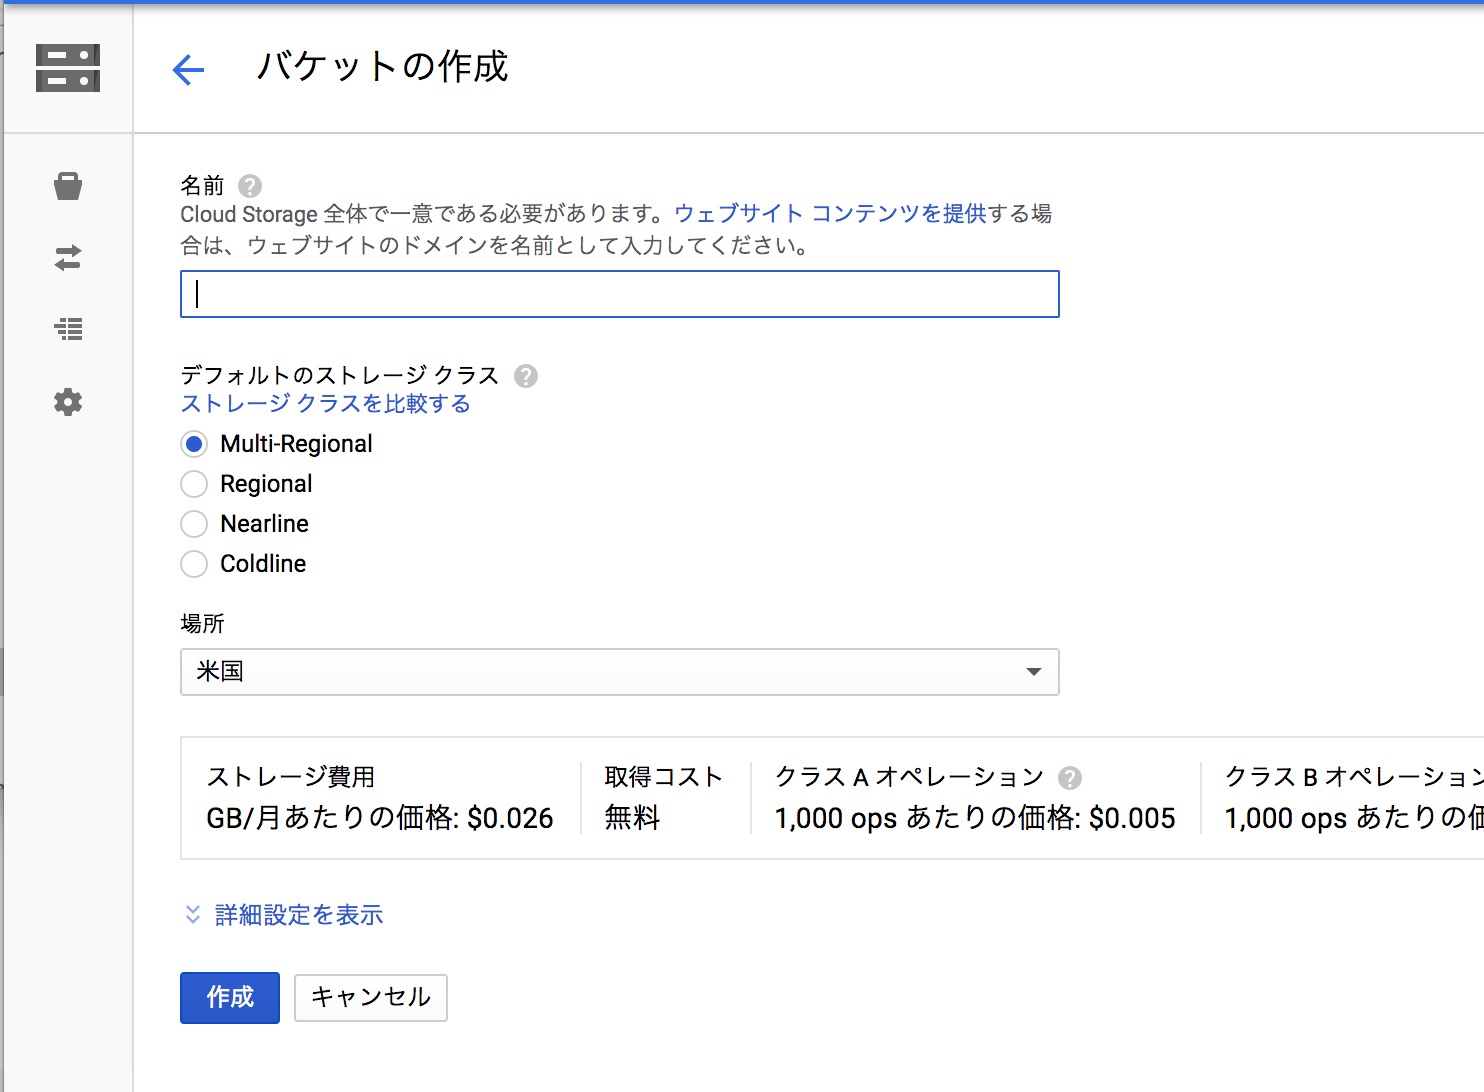 バケットの作成
名前
Cloud Storage 全体で一意である必要があります。ウェブサイト コンテンツを提供する場
合は、ウェブサイトのドメインを名前として入力してください。
デフォルトのストレージ クラス
ストレージ クラスを比較する
Multi-Regional
Regional
Nearline
Coldline
場所
米国
ストレージ費用 取得コスト クラス A オペレーション クラス B オペレーション
GB/月あたりの価格: $0.026 無料 1,000 ops あたりの価格: $0.005 1,000 ops あたりの
詳細設定を表示
作成 キャンセル